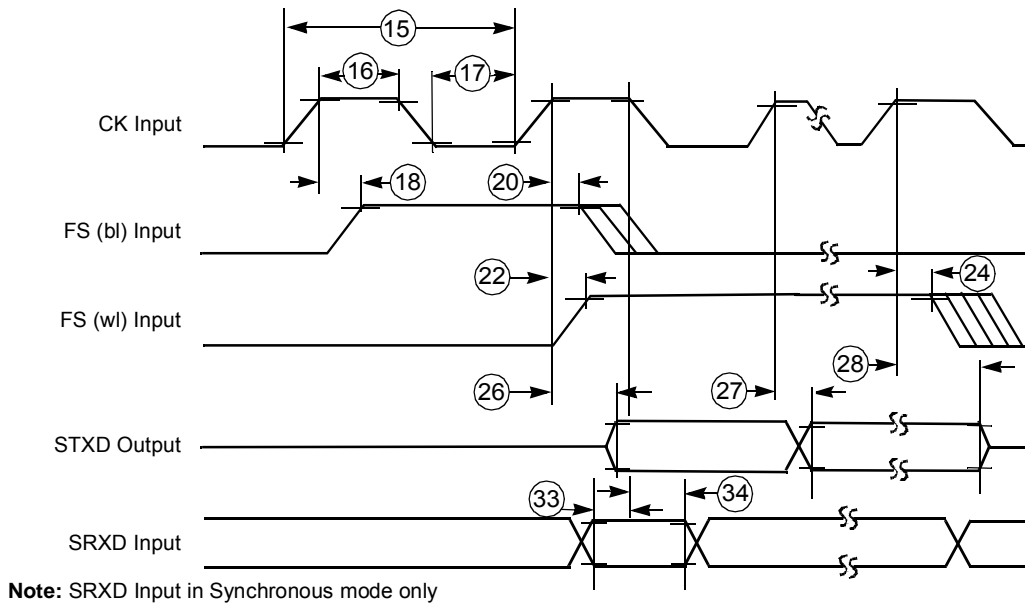 15
16
17
CK Input
18
20
FS (bl) Input
22
24
FS (wl) Input
26
27
28
STXD Output
33
34
SRXD Input
Note: SRXD Input in Synchronous mode only